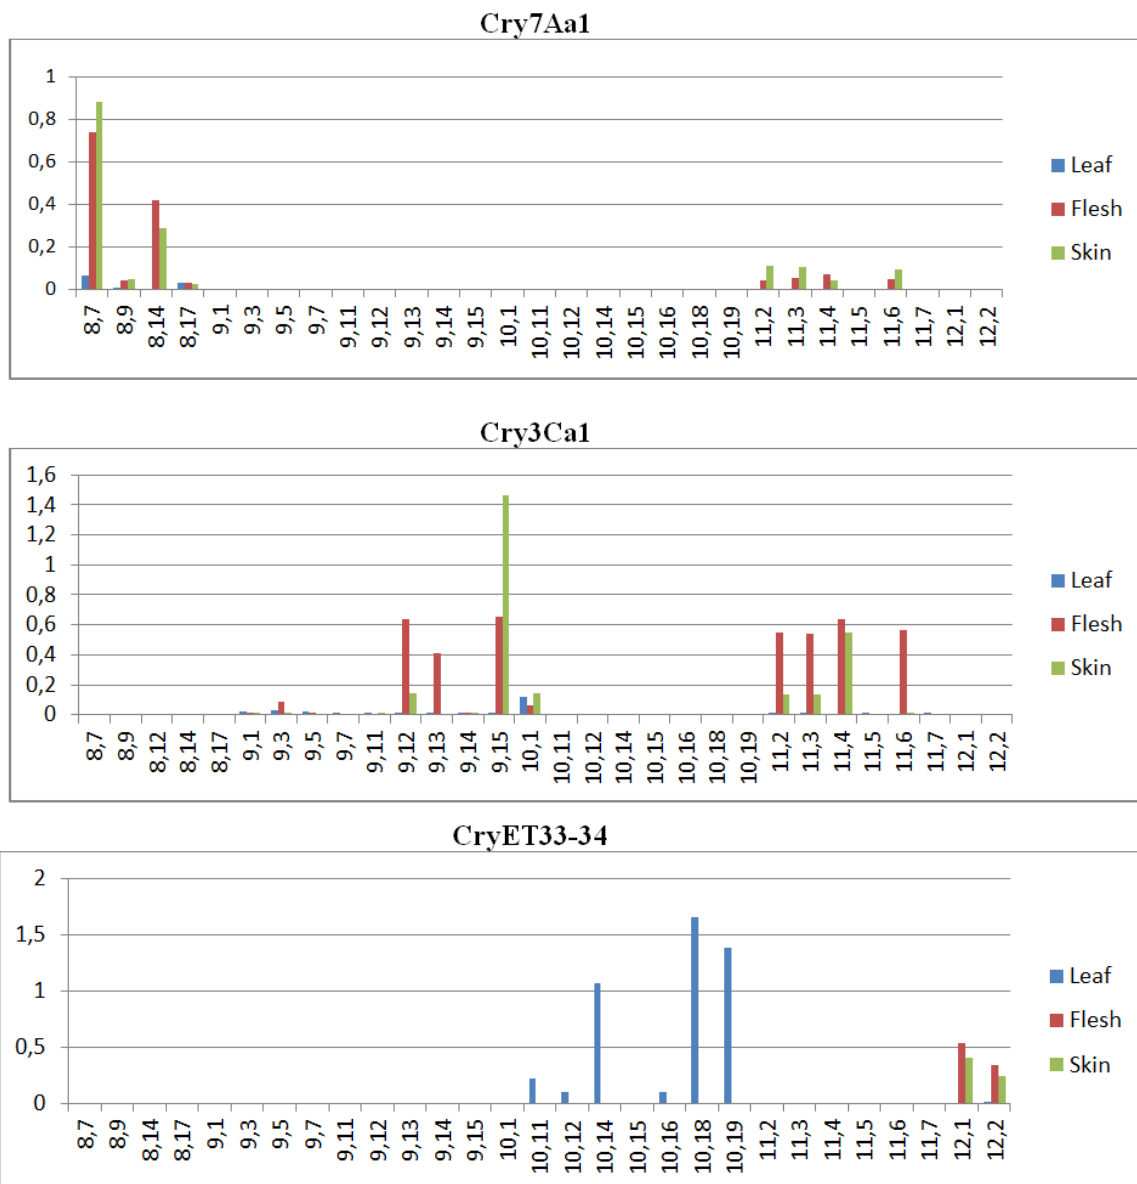 Cry7Aa1
1
0,8
0,6
0,4
0,2
0
Leaf
Flesh
Skin
8,7 8,9 8,14 8,17 9,1 9,3 9,5 9,7 9,11 9,12 9,13 9,14 9,15 10,1 10,11 10,12 10,14 10,15 10,16 10,18 10,19 11,2 11,3 11,4 11,5 11,6 11,7 12,1 12,2
Cry3Ca1
1,6
1,4
1,2
1
0,8
0,6
0,4
0,2
0
Leaf
Flesh
Skin
8,7 8,9 8,12 8,14 8,17 9,1 9,3 9,5 9,7 9,11 9,12 9,13 9,14 9,15 10,1 10,11 10,12 10,14 10,15 10,16 10,18 10,19 11,2 11,3 11,4 11,5 11,6 11,7 12,1 12,2
CryET33-34
2
1,5
1
0,5
0
Leaf
Flesh
Skin
8,7 8,9 8,14 8,17 9,1 9,3 9,5 9,7 9,11 9,12 9,13 9,14 9,15 10,1 10,11 10,12 10,14 10,15 10,16 10,18 10,19 11,2 11,3 11,4 11,5 11,6 11,7 12,1 12,2